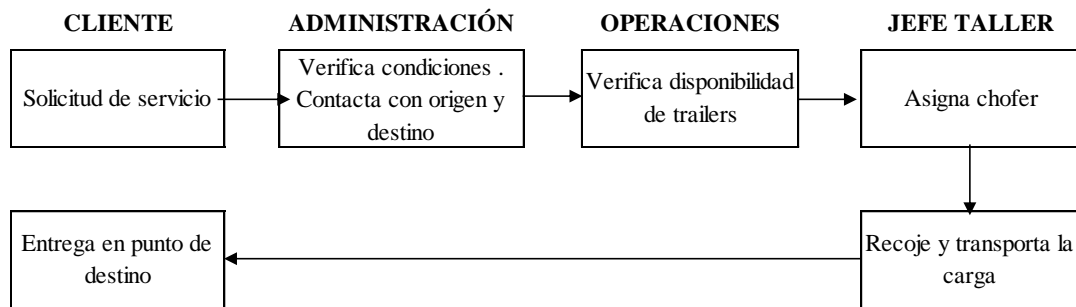 CLIENTE
ADMINISTRACIÓN
OPERACIONES
JEFE TALLER
Solicitud de servicio
Verifica condiciones .
Contacta con origen y
destino
Verifica disponibilidad
de trailers
Asigna chofer
Entrega en punto de
destino
Recoje y transporta la
carga